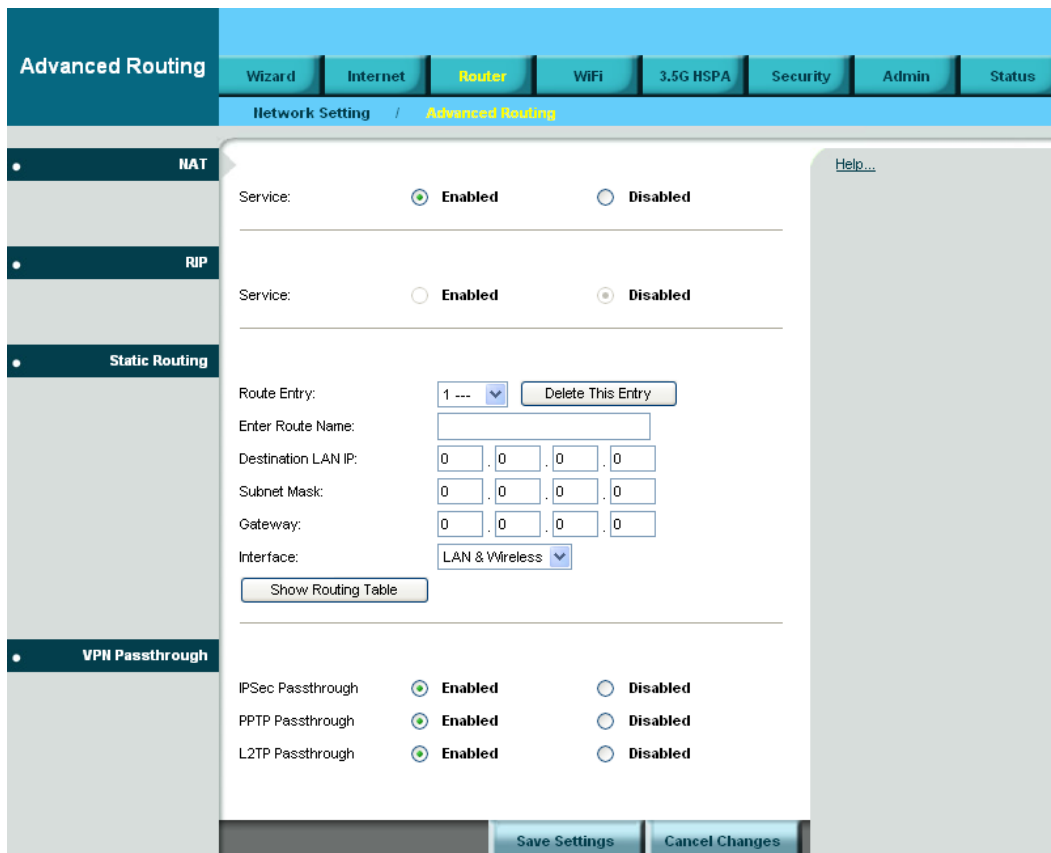 Advanced Routing
Wizard Internet Router WiFi 3.5G HSPA Security Admin Status
Network Setting / Advanced Routing
NAT
Help...
Service: Enabled Disabled
RIP
Service: Enabled Disabled
Static Routing
Route Entry: 1 --- Delete This Entry
Enter Route Name:
Destination LAN IP: 0 . 0 . 0 . 0
Subnet Mask: 0 . 0 . 0 . 0
Gateway: 0 . 0 . 0 . 0
Interface: LAN & Wireless
Show Routing Table
VPN Passthrough
IPSec Passthrough Enabled Disabled
PPTP Passthrough Enabled Disabled
L2TP Passthrough Enabled Disabled
Save Settings Cancel Changes